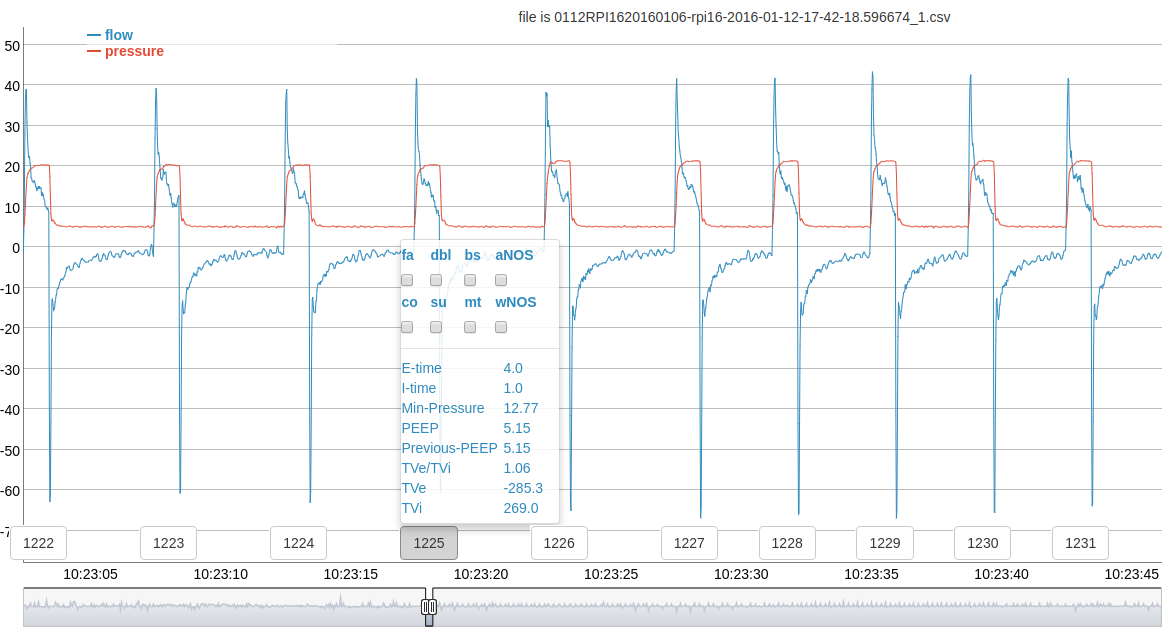 file is 0112RPI1620160106-rpi16-2016-01-12-17-42-18.596674_1.csv
flow
pressure
50
40
30
20
10
0
-10
-20
-30
-40
-50
-60
fa dbl bs aNOS
co su mt wNOS
E-time 4.0
I-time 1.0
Min-Pressure 12.77
PEEP 5.15
Previous-PEEP 5.15
TVe/TVi 1.06
TVe -285.3
TVi 269.0
1222 1223 1224 1225 1226 1227 1228 1229 1230 1231
10:23:05 10:23:10 10:23:15 10:23:20 10:23:25 10:23:30 10:23:35 10:23:40 10:23:45